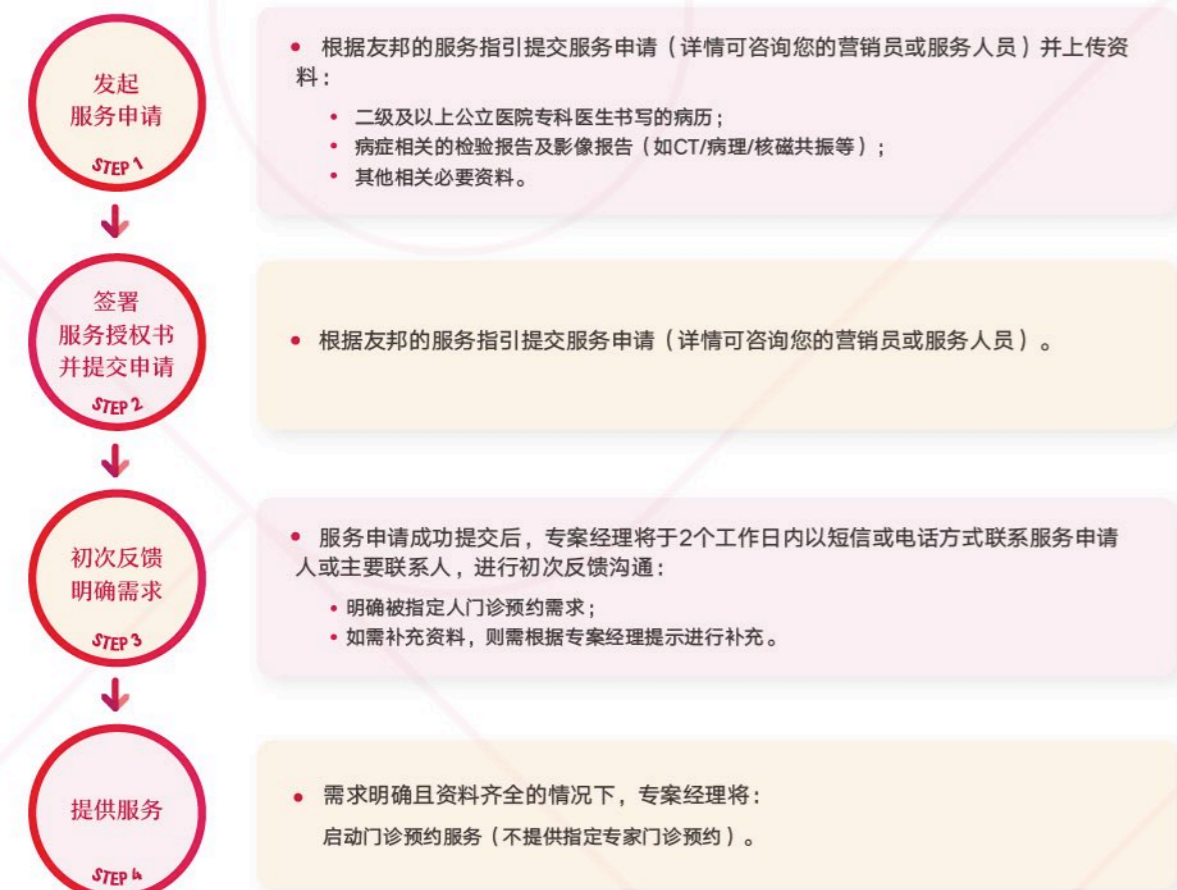 发起
服务申请
STEP 1
• 根据友邦的服务指引提交服务申请（详情可咨询您的营销员或服务人员）并上传资
料：
• 二级及以上公立医院专科医生书写的病历；
• 病症相关的检验报告及影像报告（如CT/病理/核磁共振等）；
• 其他相关必要资料。
签署
服务授权书
并提交申请
STEP 2
• 根据友邦的服务指引提交服务申请（详情可咨询您的营销员或服务人员）。
初次反馈
明确需求
STEP 3
• 服务申请成功提交后，专案经理将于2个工作日内以短信或电话方式联系服务申请
人或主要联系人，进行初次反馈沟通：
• 明确被指定人门诊预约需求；
• 如需补充资料，则需根据专案经理提示进行补充。
提供服务
STEP 4
• 需求明确且资料齐全的情况下，专案经理将：
启动门诊预约服务（不提供指定专家门诊预约）。